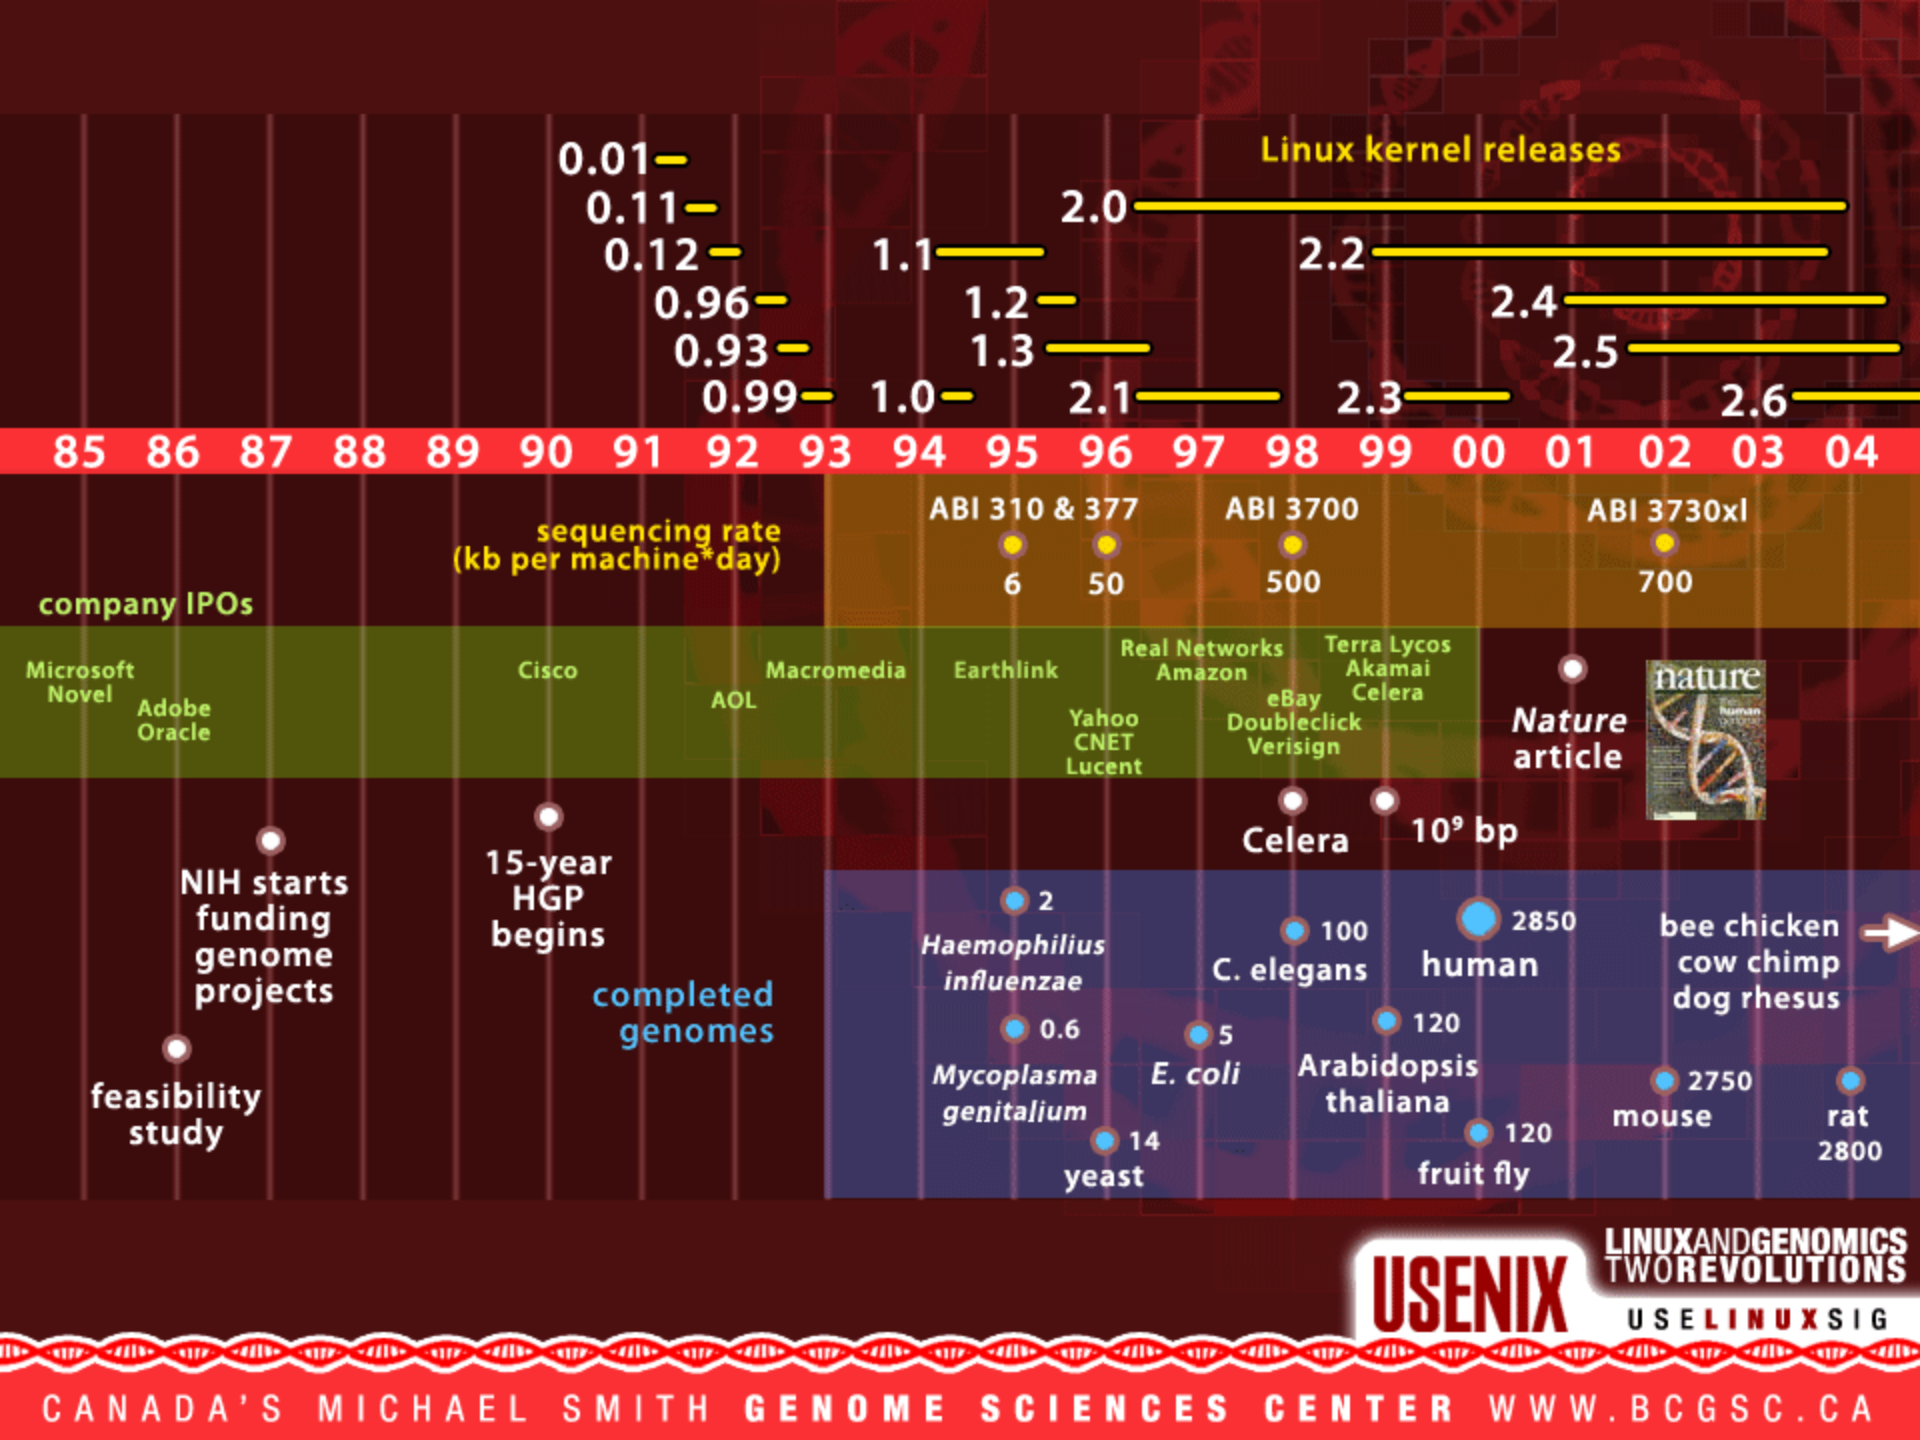 Linux kernel releases
0.01
0.11
2.0
0.12
1.1
2.2
0.96
1.2
2.4
0.93
1.3
2.5
0.99
1.0
2.1
2.3
2.6
85 86 87 88 89 90 91 92 93 94 95 96 97 98 99 00 01 02 03 04
sequencing rate
(kb per machine*day)
ABI 310 & 377
6
50
ABI 3700
500
ABI 3730xl
700
company IPOs
Microsoft
Novel
Adobe
Oracle
Cisco
AOL
Macromedia
Earthlink
Yahoo
CNET
Lucent
Real Networks
Amazon
eBay
Doubleclick
Verisign
Terra Lycos
Akamai
Celera
Nature
article
nature
human
NIH starts
funding
genome
projects
feasibility
study
15-year
HGP
begins
Celera
10⁹ bp
completed
genomes
2
Haemophilius
influenzae
0.6
Mycoplasma
genitalium
14
yeast
5
E. coli
100
C. elegans
120
Arabidopsis
thaliana
2850
human
120
fruit fly
bee chicken
cow chimp
dog rhesus
2750
mouse
rat
2800
USENIX
LINUXANDGENOMICS
TWOREVOLUTIONS
USELINUXSIG
CANADA'S MICHAEL SMITH GENOME SCIENCES CENTER WWW.BCGSC.CA